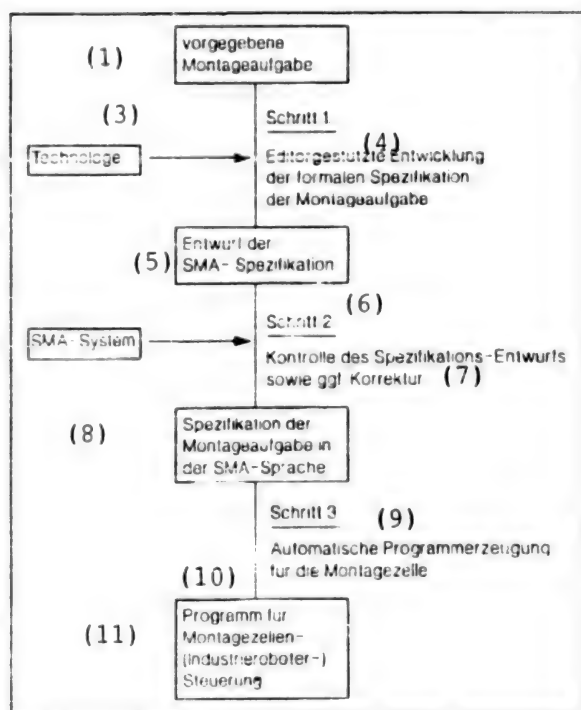 (1)
vorgegebene
Montageaufgabe
(3)
Schritt 1
(4)
Technologe
Editorgestützte Entwicklung
der formalen Spezifikation
der Montageaufgabe
(5)
Entwurf der
SMA-Spezifikation
(6)
Schritt 2
SMA-System
Kontrolle des Spezifikations-Entwurfs
sowie ggf. Korrektur
(7)
(8)
Spezifikation der
Montageaufgabe in
der SMA-Sprache
Schritt 3
(9)
Automatische Programmerzeugung
für die Montagezelle
(10)
(11)
Programm für
Montagezellen-
(Industrieroboter-)
Steuerung